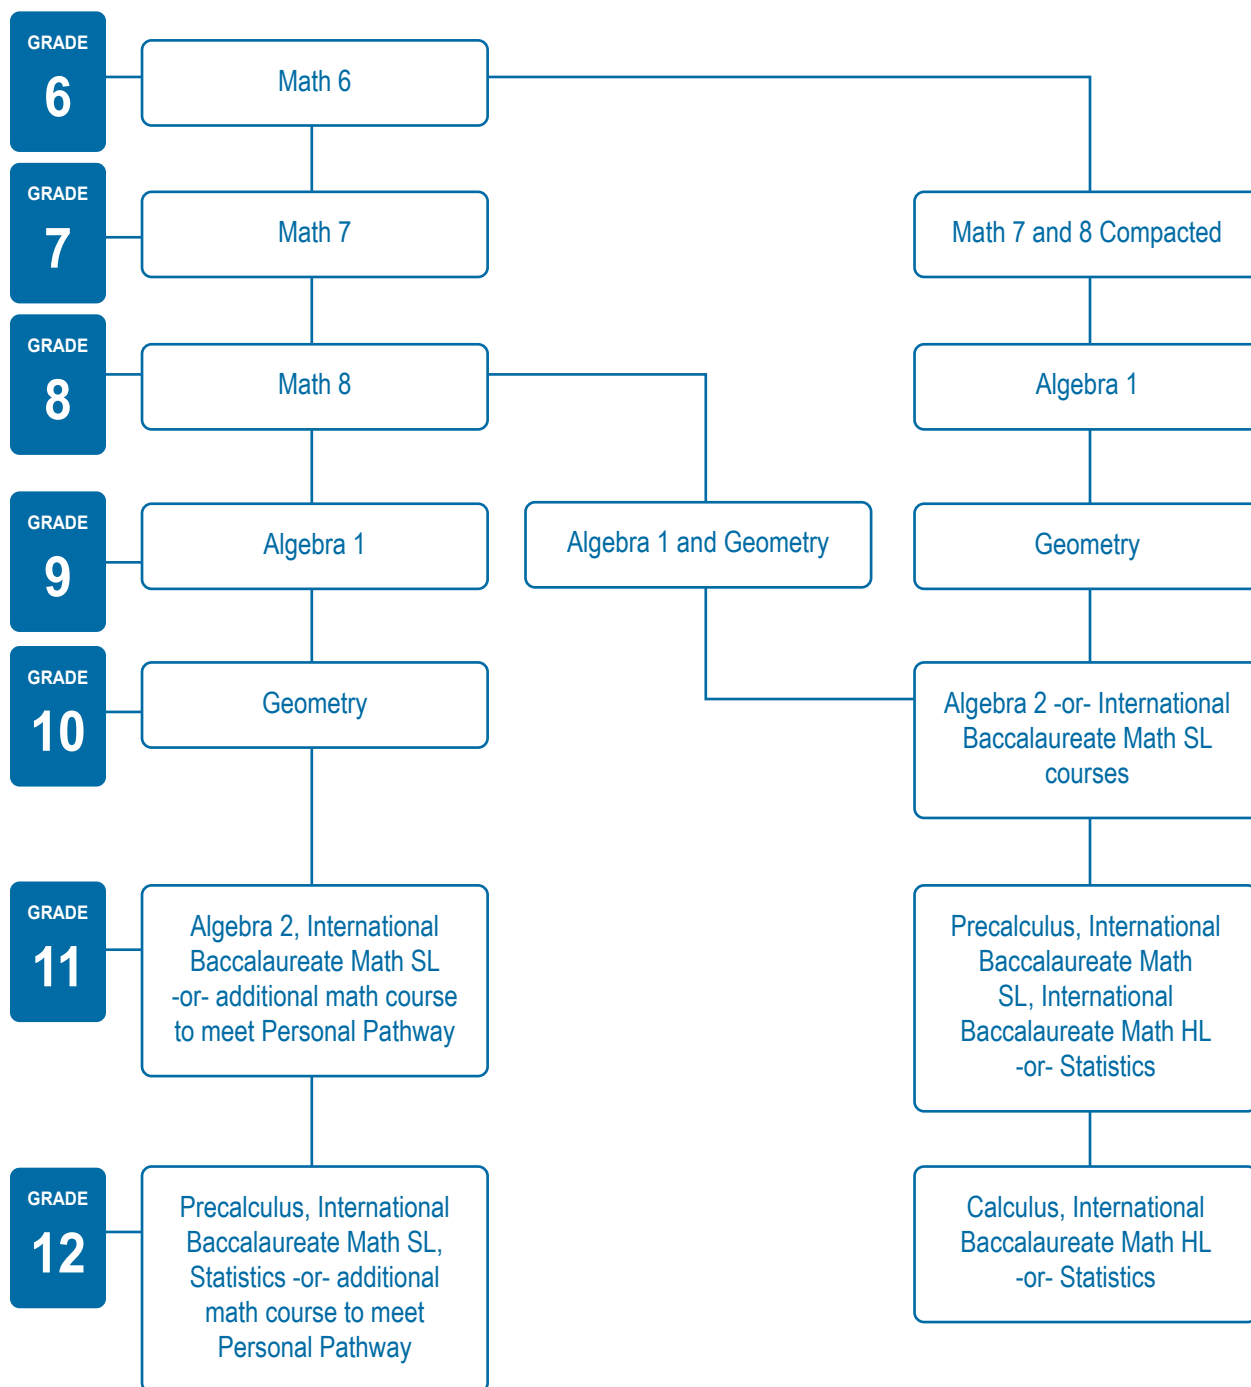 GRADE
6
Math 6
GRADE
7
Math 7
Math 7 and 8 Compacted
GRADE
8
Math 8
Algebra 1
GRADE
9
Algebra 1
Algebra 1 and Geometry
Geometry
GRADE
10
Geometry
Algebra 2 -or- International
Baccalaureate Math SL
courses
GRADE
11
Algebra 2, International
Baccalaureate Math SL
-or- additional math course
to meet Personal Pathway
Precalculus, International
Baccalaureate Math
SL, International
Baccalaureate Math HL
-or- Statistics
GRADE
12
Precalculus, International
Baccalaureate Math SL,
Statistics -or- additional
math course to meet
Personal Pathway
Calculus, International
Baccalaureate Math HL
-or- Statistics